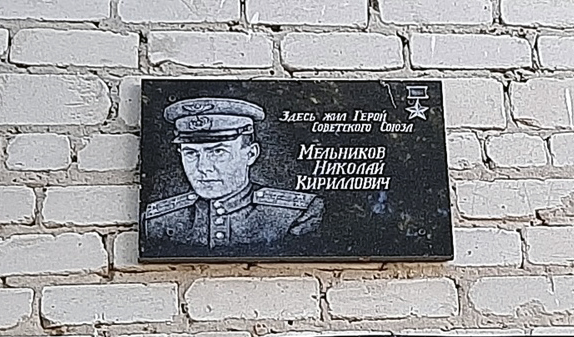 Здесь жил Герой
Советского Союза
Мельников
Николай
Кириллович